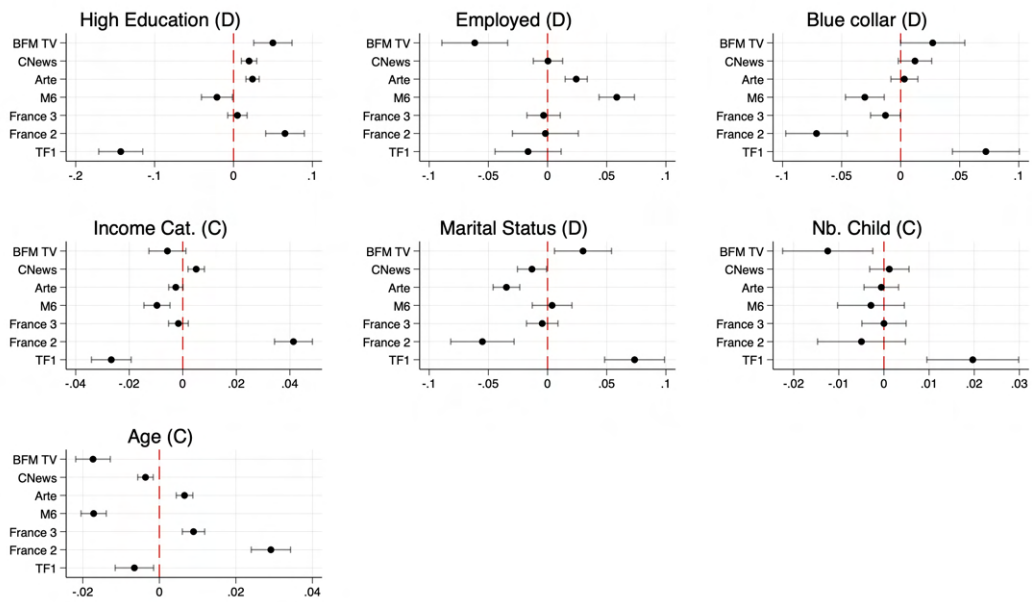 High Education (D)
BFM TV
CNews
Arte
M6
France 3
France 2
TF1
-.2 -.1 0 .1
Employed (D)
BFM TV
CNews
Arte
M6
France 3
France 2
TF1
-.1 -.05 0 .05 .1
Blue collar (D)
BFM TV
CNews
Arte
M6
France 3
France 2
TF1
-.1 -.05 0 .05 .1
Income Cat. (C)
BFM TV
CNews
Arte
M6
France 3
France 2
TF1
-.04 -.02 0 .02 .04
Marital Status (D)
BFM TV
CNews
Arte
M6
France 3
France 2
TF1
-.1 -.05 0 .05 .1
Nb. Child (C)
BFM TV
CNews
Arte
M6
France 3
France 2
TF1
-.02 -.01 0 .01 .02 .03
Age (C)
BFM TV
CNews
Arte
M6
France 3
France 2
TF1
-.02 0 .02 .04